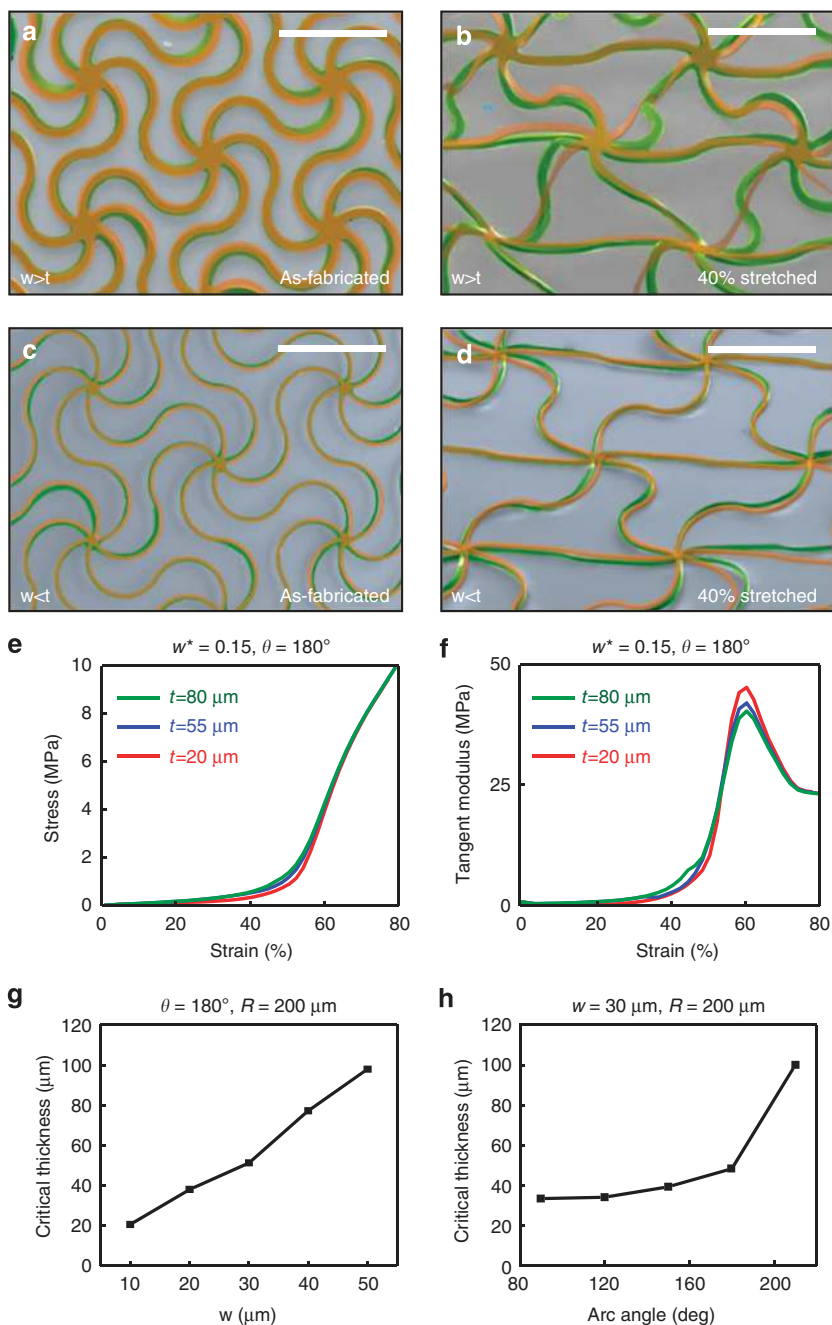 a
w>t
As-fabricated
b
w>t
40% stretched
c
w<t
As-fabricated
d
w<t
40% stretched
e
w* = 0.15, θ = 180°
10
8
6
4
2
0
Stress (MPa)
t=80 μm
t=55 μm
t=20 μm
0 20 40 60 80
Strain (%)
f
w* = 0.15, θ = 180°
50
25
0
Tangent modulus (MPa)
t=80 μm
t=55 μm
t=20 μm
0 20 40 60 80
Strain (%)
g
θ = 180°, R = 200 μm
120
100
80
60
40
20
0
Critical thickness (μm)
10 20 30 40 50
w (μm)
h
w = 30 μm, R = 200 μm
120
100
80
60
40
20
0
Critical thickness (μm)
80 120 160 200
Arc angle (deg)